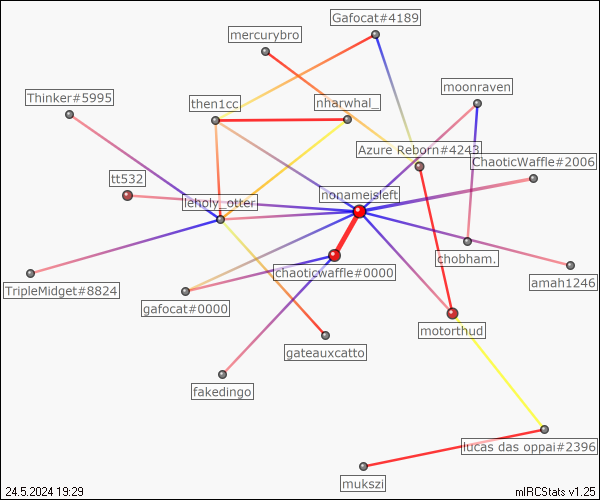 Gafocat#4189
mercurybro
moonraven
Thinker#5995
then1cc
nharwhal_.
Azure Reborn#4243
ChaoticWaffle#2006
tt532
nonameisleft
leholy_otter
chobham.
chaoticwaffle#0000
amah1246
TripleMidget#8824
gafocat#0000
motorthud
gateauxcatto
fakedingo
lucas das oppai#2396
mukszi
24.5.2024 19:29
mIRCStats v1.25